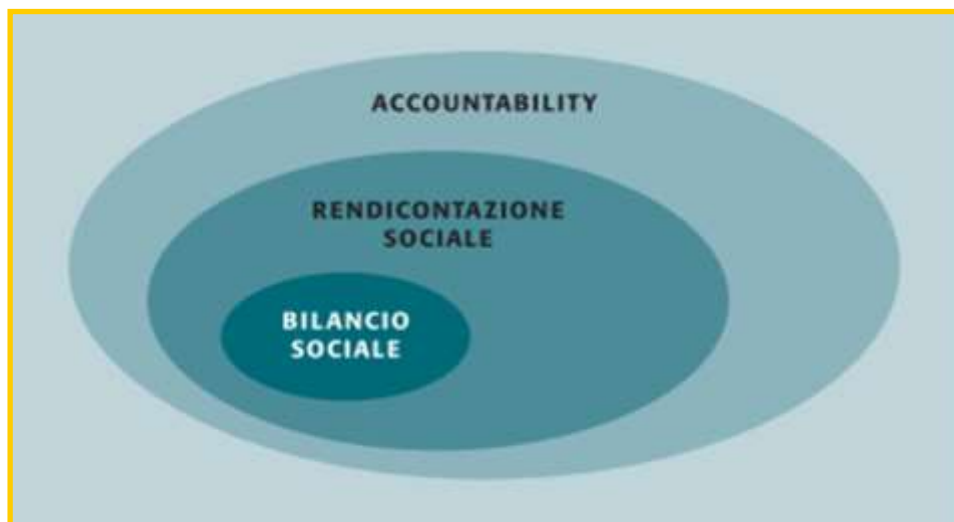 ACCOUNTABILITY
RENDICONTAZIONE
SOCIALE
BILANCIO
SOCIALE